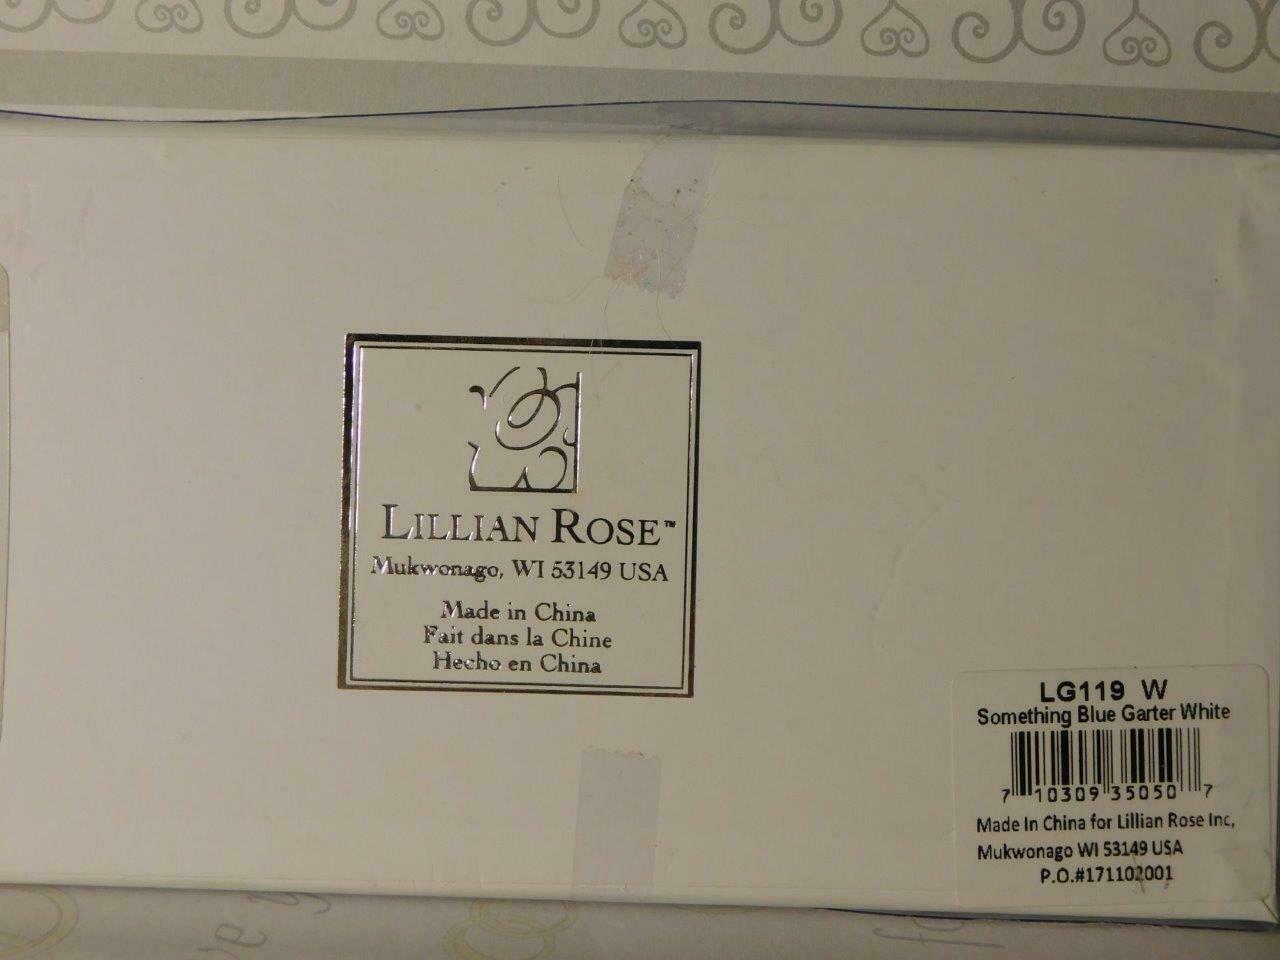 LILLIAN ROSE™
Mukwonago, WI 53149 USA
Made in China
Fait dans la Chine
Hecho en China
LG119 W
Something Blue Garter White
7 10309 35050 7
Made In China for Lillian Rose Inc,
Mukwonago WI 53149 USA
P.O.#171102001